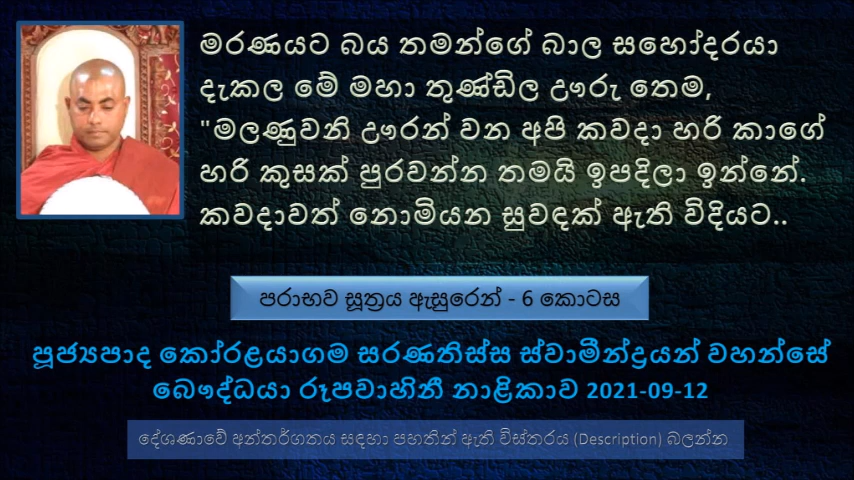 මරණයට බය තමන්ගේ බාල සහෝදරයා
දැකල මේ මහා තුණ්ඩිල ඌරු තෙම,
"මලණුවනි ඌරන් වන අපි කවදා හරි කාගේ
හරි කුසක් පුරවන්න තමයි ඉපදිලා ඉන්නේ.
කවදාවත් නොමියන සුවඳක් ඇති විදියට..
පරාභව සූත්‍රය ඇසුරෙන් - 6 කොටස
පූජ්‍යපාද කෝරළයාගම සරණතිස්ස ස්වාමීන්ද්‍රයන් වහන්සේ
බෞද්ධයා රූපවාහිනී නාළිකාව 2021-09-12
දේශණාවේ අන්තර්ගතය සඳහා පහතින් ඇති විස්තරය (Description) බලන්න